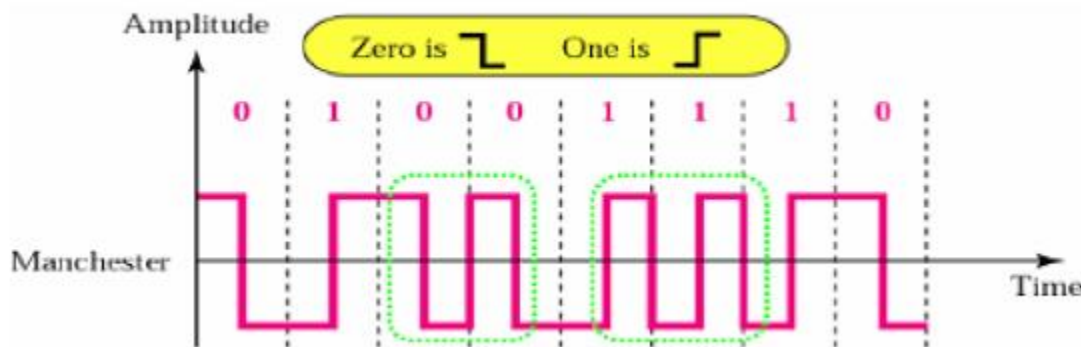 Amplitude
Zero is One is
0 1 0 0 1 1 1 0
Manchester
Time